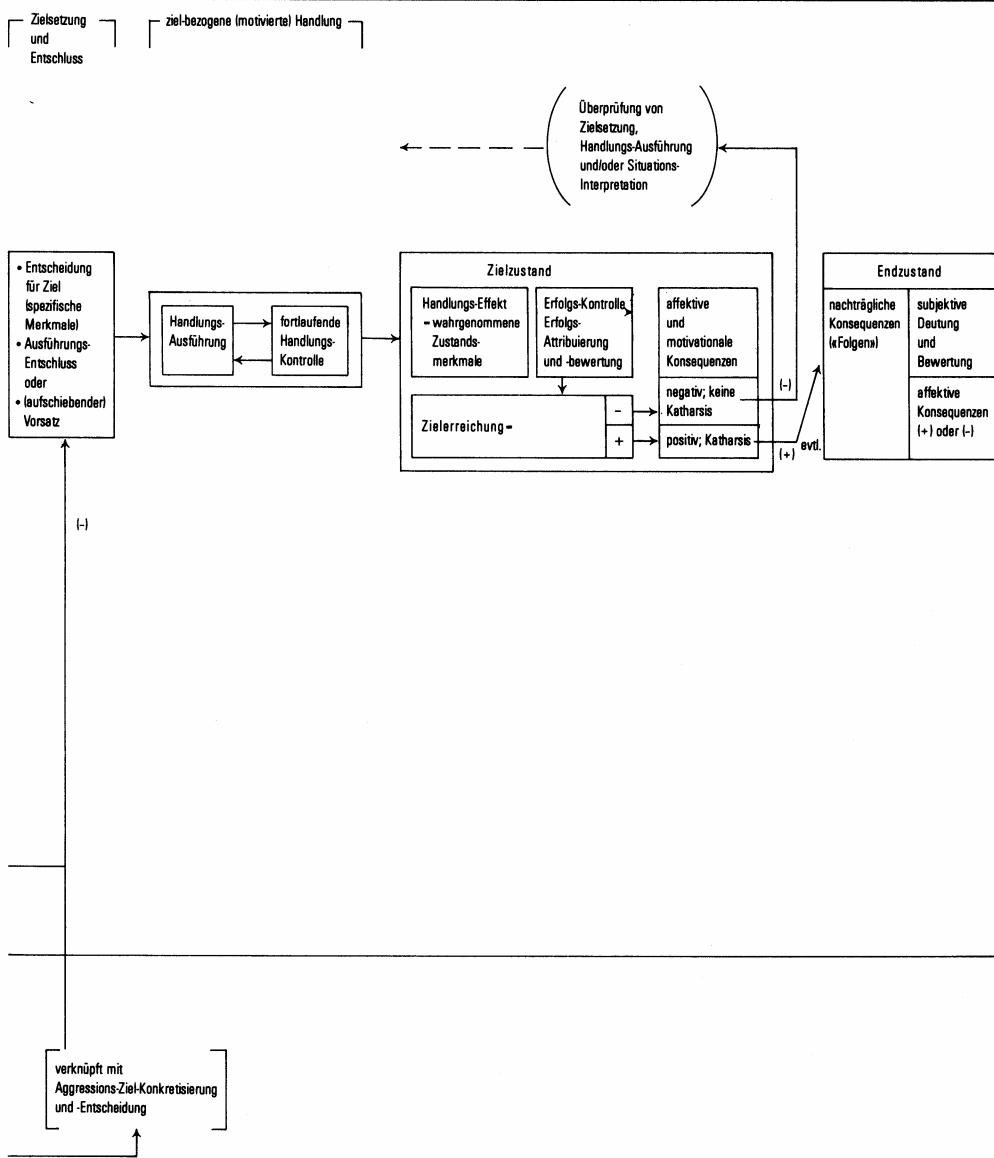 Zielsetzung
und
Entschluss
ziel-bezogene (motivierte) Handlung
Überprüfung von
Zielsetzung,
Handlungs-Ausführung
und/oder Situations-
Interpretation
• Entscheidung
für Ziel
(spezifische
Merkmale)
• Ausführungs-
Entschluss
oder
• (aufschiebender)
Vorsatz
Handlungs-
Ausführung
fortlaufende
Handlungs-
Kontrolle
Zielzustand
Handlungs-Effekt
= wahrgenommene
Zustands-
merkmale
Erfolgs-Kontrolle
Erfolgs-
Attribuierung
und -bewertung
affektive
und
motivationale
Konsequenzen
Zielerreichung =
-
+
negativ; keine
Katharsis
positiv; Katharsis
(-)
(+)
evtl.
Endzustand
nachträgliche
Konsequenzen
(«Folgen»)
subjektive
Deutung
und
Bewertung
affektive
Konsequenzen
(+) oder (-)
(-)
verknüpft mit
Aggressions-Ziel-Konkretisierung
und -Entscheidung